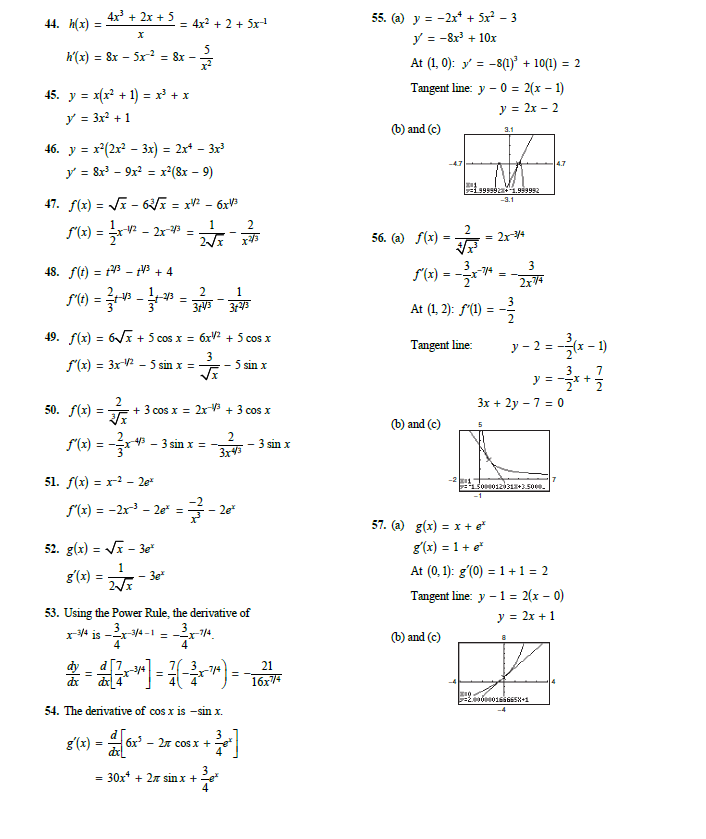 44. h(x) = (4x³ + 2x + 5)/x = 4x² + 2 + 5x⁻¹
h′(x) = 8x − 5x⁻² = 8x − 5/x²
45. y = x(x² + 1) = x³ + x
y′ = 3x² + 1
46. y = x²(2x² − 3x) = 2x⁴ − 3x³
y′ = 8x³ − 9x² = x²(8x − 9)
47. f(x) = √x − 6∛x = x^(1/2) − 6x^(1/3)
f′(x) = (1/2)x^(−1/2) − 2x^(−2/3) = 1/(2√x) − 2/x^(2/3)
48. f(t) = t^(2/3) − t^(1/3) + 4
f′(t) = (2/3)t^(−1/3) − (1/3)t^(−2/3) = 2/(3t^(1/3)) − 1/(3t^(2/3))
49. f(x) = 6√x + 5 cos x = 6x^(1/2) + 5 cos x
f′(x) = 3x^(−1/2) − 5 sin x = 3/√x − 5 sin x
50. f(x) = 2/∛x + 3 cos x = 2x^(−1/3) + 3 cos x
f′(x) = −(2/3)x^(−4/3) − 3 sin x = −2/(3x^(4/3)) − 3 sin x
51. f(x) = x⁻² − 2eˣ
f′(x) = −2x⁻³ − 2eˣ = −2/x³ − 2eˣ
52. g(x) = √x − 3eˣ
g′(x) = 1/(2√x) − 3eˣ
53. Using the Power Rule, the derivative of
x^(−3/4) is −(3/4)x^(−3/4 − 1) = −(3/4)x^(−7/4).
dy/dx = d/dx[(7/4)x^(−3/4)] = (7/4)(−(3/4)x^(−7/4)) = −21/(16x^(7/4))
54. The derivative of cos x is −sin x.
g′(x) = d/dx[6x⁵ − 2π cos x + (3/4)eˣ]
= 30x⁴ + 2π sin x + (3/4)eˣ
55. (a) y = −2x⁴ + 5x² − 3
y′ = −8x³ + 10x
At (1, 0): y′ = −8(1)³ + 10(1) = 2
Tangent line: y − 0 = 2(x − 1)
y = 2x − 2
(b) and (c)
3.1
−4.7
4.7
X=1
Y=1.999992X+-1.999992
−3.1
56. (a) f(x) = 2/∜x³ = 2x^(−3/4)
f′(x) = −(3/2)x^(−7/4) = −3/(2x^(7/4))
At (1, 2): f′(1) = −3/2
Tangent line: y − 2 = −(3/2)(x − 1)
y = −(3/2)x + 7/2
3x + 2y − 7 = 0
(b) and (c)
5
−2
7
X=1
−1
57. (a) g(x) = x + eˣ
g′(x) = 1 + eˣ
At (0, 1): g′(0) = 1 + 1 = 2
Tangent line: y − 1 = 2(x − 0)
y = 2x + 1
(b) and (c)
8
−4
4
X=0
−4